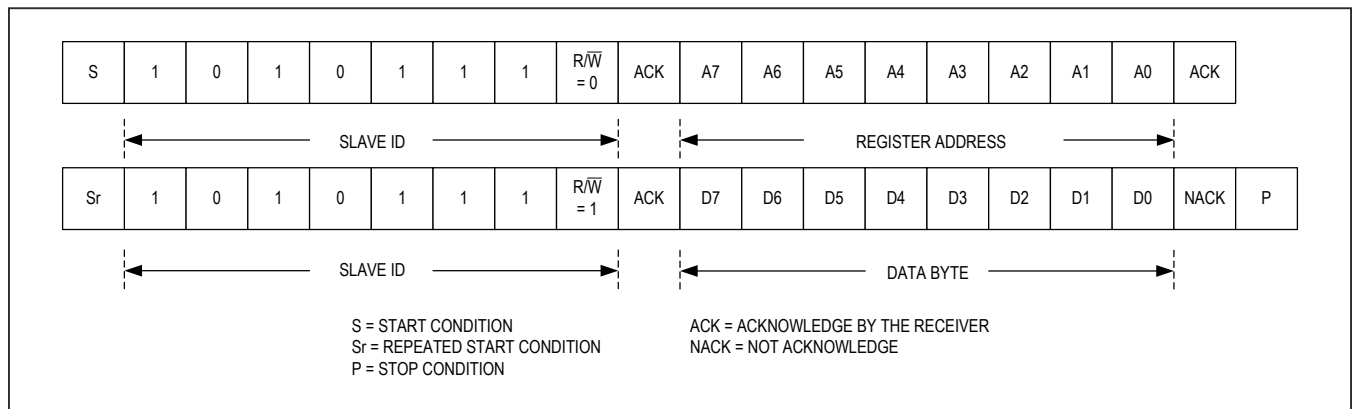 S 1 0 1 0 1 1 1 R/W̅ = 0 ACK A7 A6 A5 A4 A3 A2 A1 A0 ACK
SLAVE ID REGISTER ADDRESS
Sr 1 0 1 0 1 1 1 R/W̅ = 1 ACK D7 D6 D5 D4 D3 D2 D1 D0 NACK P
SLAVE ID DATA BYTE
S = START CONDITION
Sr = REPEATED START CONDITION
P = STOP CONDITION
ACK = ACKNOWLEDGE BY THE RECEIVER
NACK = NOT ACKNOWLEDGE